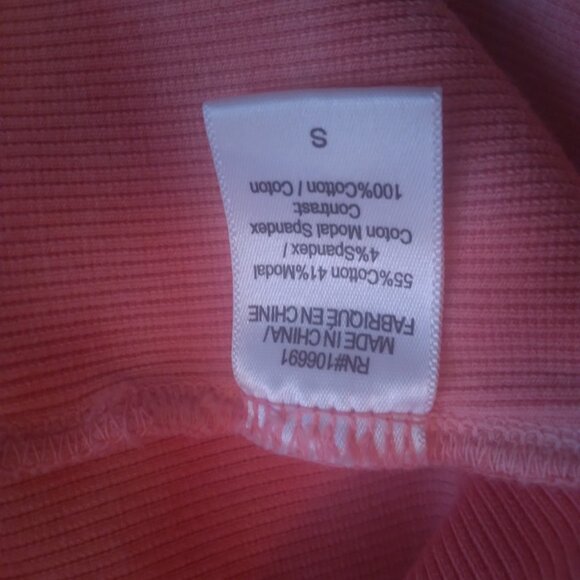 RN#106691
MADE IN CHINA/
FABRIQUÉ EN CHINE
55%Cotton 41%Modal
4%Spandex /
Coton Modal Spandex
Contrast:
100%Cotton / Coton
S